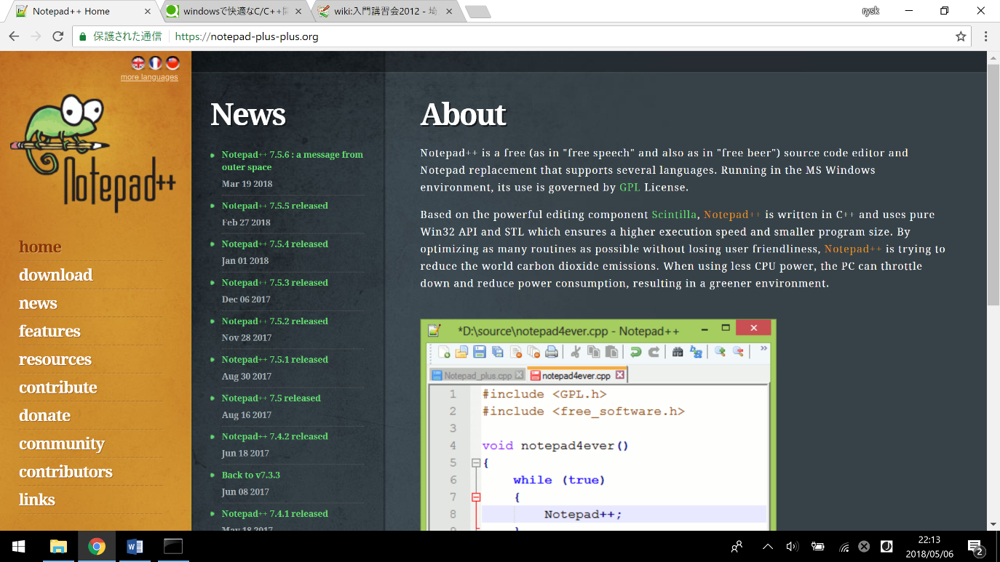 Notepad++ Home
windowsで快適なC/C++開
wiki:入門講習会2012 - 埼
rysk
保護された通信
https://notepad-plus-plus.org
more languages
Notepad++
home
download
news
features
resources
contribute
donate
community
contributors
links
News
Notepad++ 7.5.6 : a message from
outer space
Mar 19 2018
Notepad++ 7.5.5 released
Feb 27 2018
Notepad++ 7.5.4 released
Jan 01 2018
Notepad++ 7.5.3 released
Dec 06 2017
Notepad++ 7.5.2 released
Nov 28 2017
Notepad++ 7.5.1 released
Aug 30 2017
Notepad++ 7.5 released
Aug 16 2017
Notepad++ 7.4.2 released
Jun 18 2017
Back to v7.3.3
Jun 08 2017
Notepad++ 7.4.1 released
May 18 2017
About
Notepad++ is a free (as in "free speech" and also as in "free beer") source code editor and
Notepad replacement that supports several languages. Running in the MS Windows
environment, its use is governed by GPL License.
Based on the powerful editing component Scintilla, Notepad++ is written in C++ and uses pure
Win32 API and STL which ensures a higher execution speed and smaller program size. By
optimizing as many routines as possible without losing user friendliness, Notepad++ is trying to
reduce the world carbon dioxide emissions. When using less CPU power, the PC can throttle
down and reduce power consumption, resulting in a greener environment.
*D:\source\notepad4ever.cpp - Notepad++
Notepad_plus.cpp
notepad4ever.cpp
1 #include <GPL.h>
2 #include <free_software.h>
3
4 void notepad4ever()
5 {
6 while (true)
7 {
8 Notepad++;
9 }
22:13
2018/05/06
2